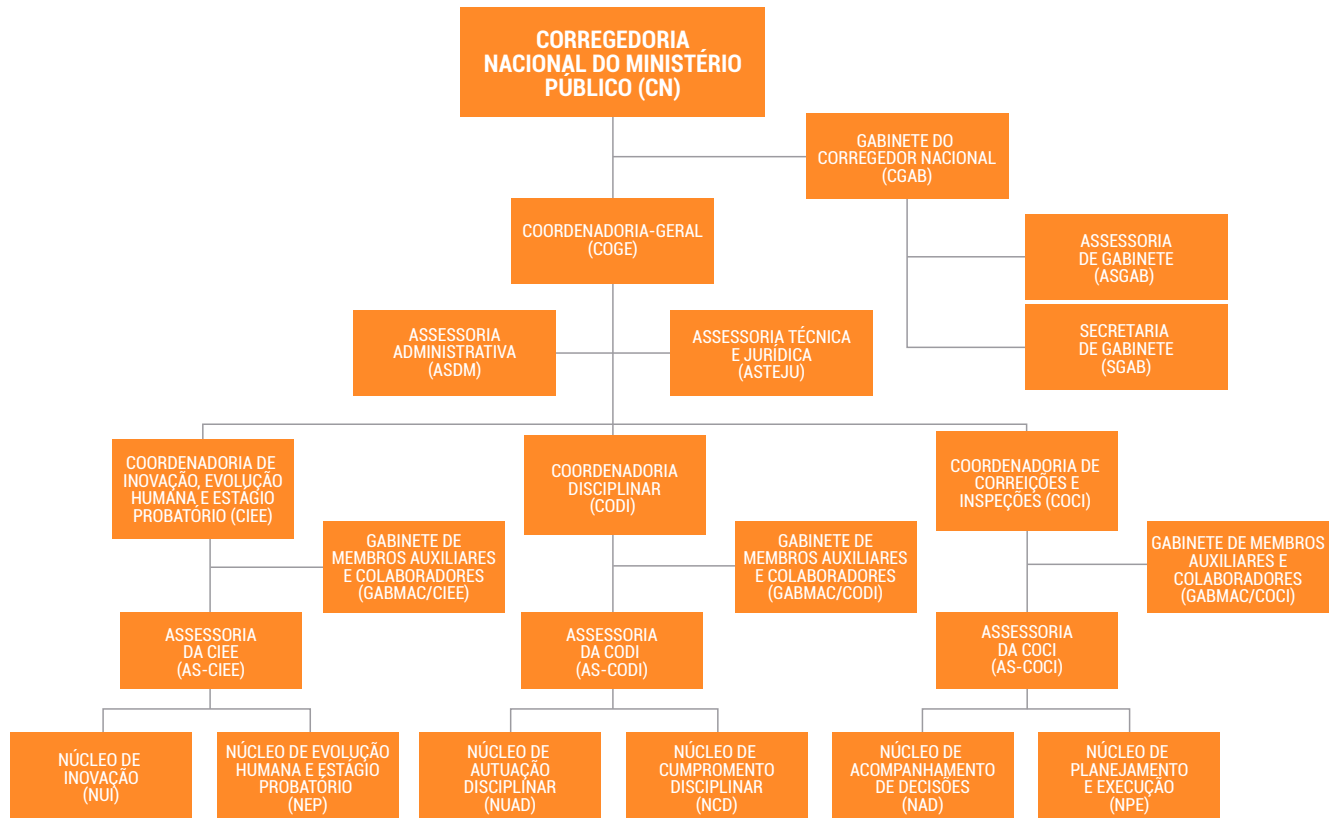 CORREGEDORIA
NACIONAL DO MINISTÉRIO
PÚBLICO (CN)
GABINETE DO
CORREGEDOR NACIONAL
(CGAB)
COORDENADORIA-GERAL
(COGE)
ASSESSORIA
DE GABINETE
(ASGAB)
ASSESSORIA
ADMINISTRATIVA
(ASDM)
ASSESSORIA TÉCNICA
E JURÍDICA
(ASTEJU)
SECRETARIA
DE GABINETE
(SGAB)
COORDENADORIA DE
INOVAÇÃO, EVOLUÇÃO
HUMANA E ESTÁGIO
PROBATÓRIO (CIEE)
COORDENADORIA
DISCIPLINAR
(CODI)
COORDENADORIA DE
CORREIÇÕES E
INSPEÇÕES (COCI)
GABINETE DE
MEMBROS AUXILIARES
E COLABORADORES
(GABMAC/CIEE)
GABINETE DE
MEMBROS AUXILIARES
E COLABORADORES
(GABMAC/CODI)
GABINETE DE MEMBROS
AUXILIARES E
COLABORADORES
(GABMAC/COCI)
ASSESSORIA
DA CIEE
(AS-CIEE)
ASSESSORIA
DA CODI
(AS-CODI)
ASSESSORIA
DA COCI
(AS-COCI)
NÚCLEO DE
INOVAÇÃO
(NUI)
NÚCLEO DE EVOLUÇÃO
HUMANA E ESTÁGIO
PROBATÓRIO
(NEP)
NÚCLEO DE
AUTUAÇÃO
DISCIPLINAR
(NUAD)
NÚCLEO DE
CUMPROMENTO
DISCIPLINAR
(NCD)
NÚCLEO DE
ACOMPANHAMENTO
DE DECISÕES
(NAD)
NÚCLEO DE
PLANEJAMENTO
E EXECUÇÃO
(NPE)